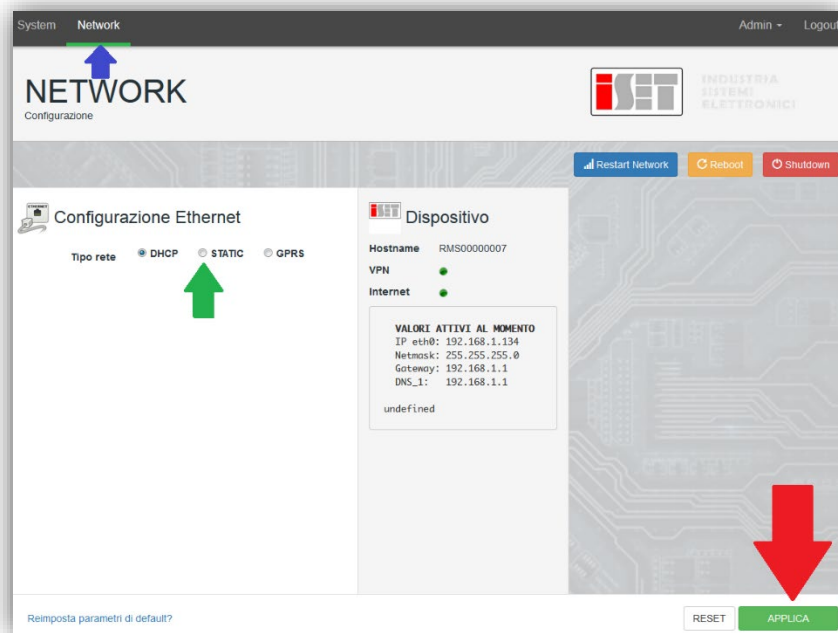 System Network Admin Logout
NETWORK
Configurazione
iSET INDUSTRIA
SISTEMI
ELETTRONICI
Restart Network Reboot Shutdown
Configurazione Ethernet
Tipo rete DHCP STATIC GPRS
iSET Dispositivo
Hostname RMS00000007
VPN
Internet
VALORI ATTIVI AL MOMENTO
IP eth0: 192.168.1.134
Netmask: 255.255.255.0
Gateway: 192.168.1.1
DNS_1: 192.168.1.1
undefined
Reimposta parametri di default? RESET APPLICA